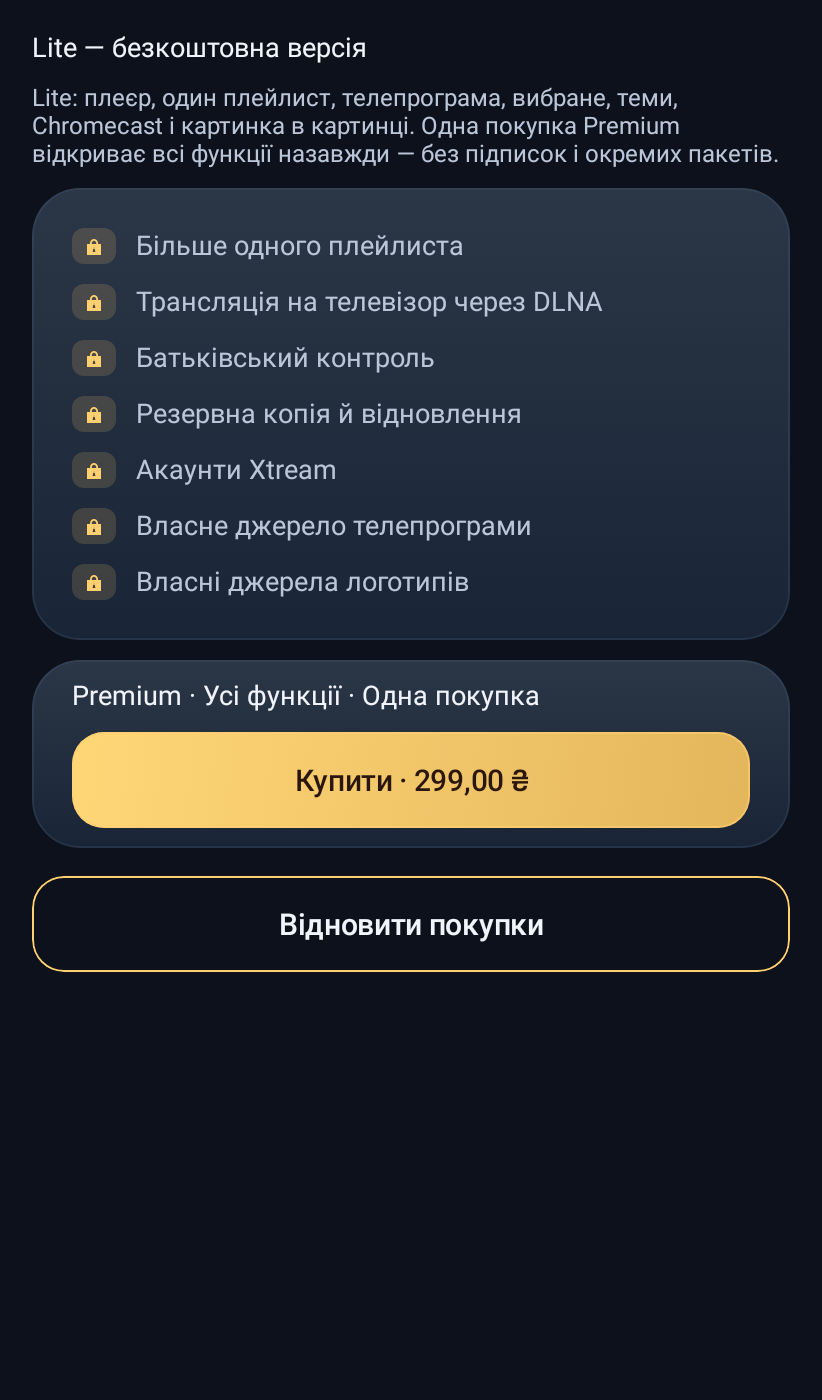 Lite — безкоштовна версія
Lite: плеєр, один плейлист, телепрограма, вибране, теми,
Chromecast і картинка в картинці. Одна покупка Premium
відкриває всі функції назавжди — без підписок і окремих пакетів.
Більше одного плейлиста
Трансляція на телевізор через DLNA
Батьківський контроль
Резервна копія й відновлення
Акаунти Xtream
Власне джерело телепрограми
Власні джерела логотипів
Premium · Усі функції · Одна покупка
Купити · 299,00 ₴
Відновити покупки